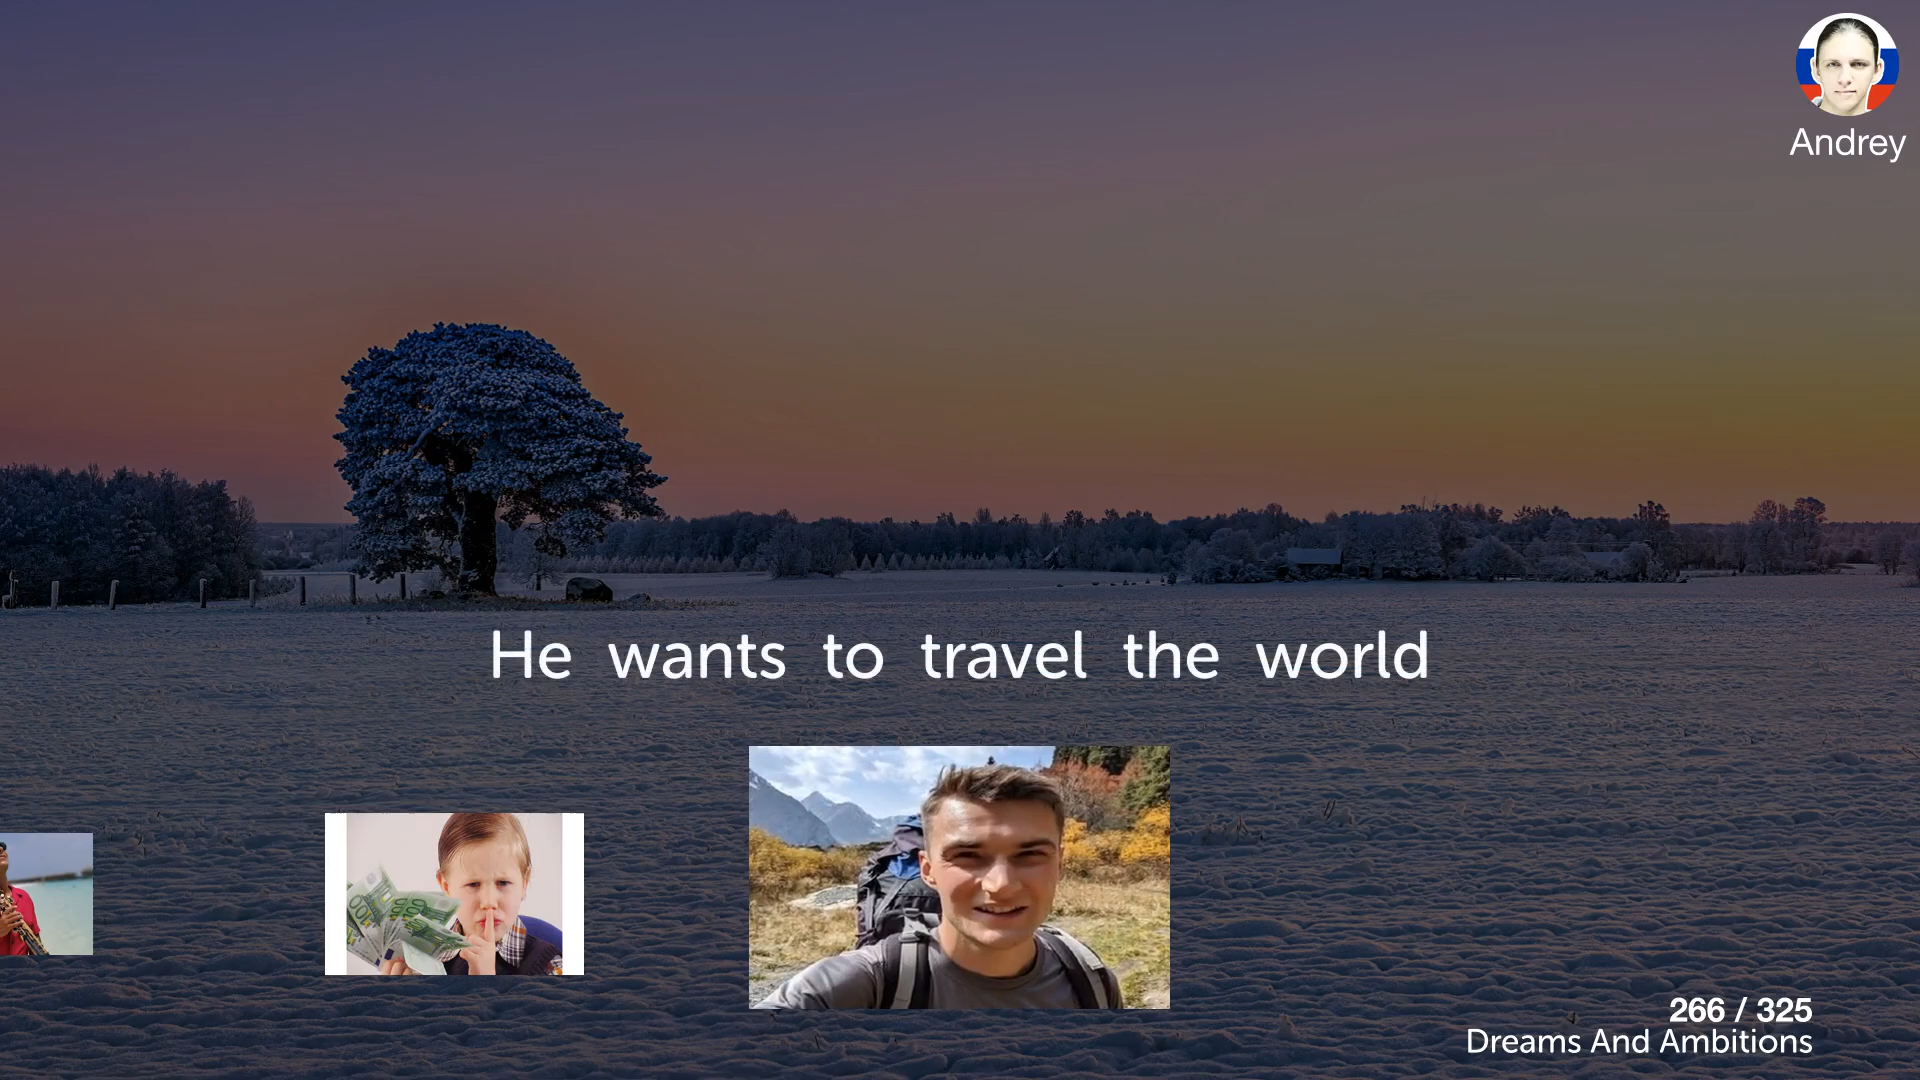 Andrey
He wants to travel the world
266 / 325
Dreams And Ambitions